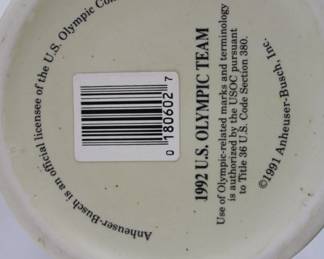 Anheuser-Busch is an official licensee of the U.S. Olympic
0 180602 7
1992 U.S. OLYMPIC TEAM
Use of Olympic-related marks and terminology
is authorized by the USOC pursuant
to Title 36 U.S. Code Section 380.
©1991 Anheuser-Busch, Inc.